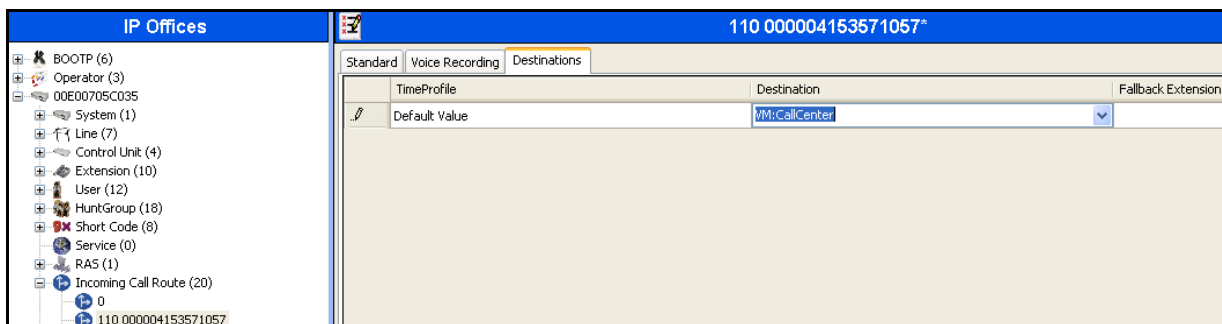 IP Offices
BOOTP (6)
Operator (3)
00E00705C035
System (1)
Line (7)
Control Unit (4)
Extension (10)
User (12)
HuntGroup (18)
Short Code (8)
Service (0)
RAS (1)
Incoming Call Route (20)
0
110 000004153571057
110 000004153571057*
Standard Voice Recording Destinations
TimeProfile Destination Fallback Extension
Default Value VM:CallCenter